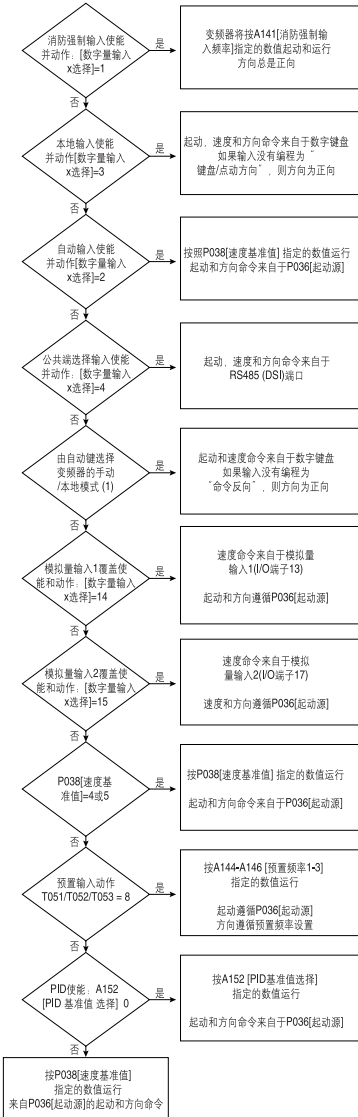 消防强制输入使能
并动作：[数字量输入
x选择]=1
是
变频器将按A141[消防强制输
入频率]指定的数值起动和运行
方向总是正向
否
本地输入使能
并动作[数字量输入
x选择]=3
是
起动、速度和方向命令来自于数字键盘
如果输入没有编程为“
键盘/点动方向”，则方向为正向
否
自动输入使能
并动作[数字量输入
x选择]=2
是
按照P038[速度基准值] 指定的数值运行
起动和方向命令来自于P036[起动源]
否
公共端选择输入使能
并动作：[数字量输入
x选择]=4
是
起动、速度和方向命令来自于
RS485 (DSI)端口
否
由自动键选择
变频器的手动
/本地模式 (1)
是
起动和速度命令来自于数字键盘
如果输入没有编程为
“命令反向”，则方向为正向
否
模拟量输入1覆盖使
能和动作：[数字量输入
x选择]=14
是
速度命令来自于模拟量
输入1(I/O端子13)
起动和方向遵循P036[起动源]
否
模拟量输入2覆盖使
能和动作：[数字量输入
x选择]=15
是
速度命令来自于模拟
量输入2(I/O端子17)
速度和方向遵循P036[起动源]
否
P038[速度基
准值]=4或5
是
按P038[速度基准值] 指定的数值运行
起动和方向命令来自于P036[起动源]
否
预置输入动作
T051/T052/T053 = 8
是
按A144-A146 [预置频率1-3]
指定的数值运行
起动遵循P036[起动源]
方向遵循预置频率设置
否
PID使能：A152
[PID 基准值 选择] 0
是
按A152 [PID基准值选择]
指定的数值运行
起动和方向命令来自于P036[起动源]
否
按P038[速度基准值]
指定的数值运行
来自P036[起动源]的起动和方向命令